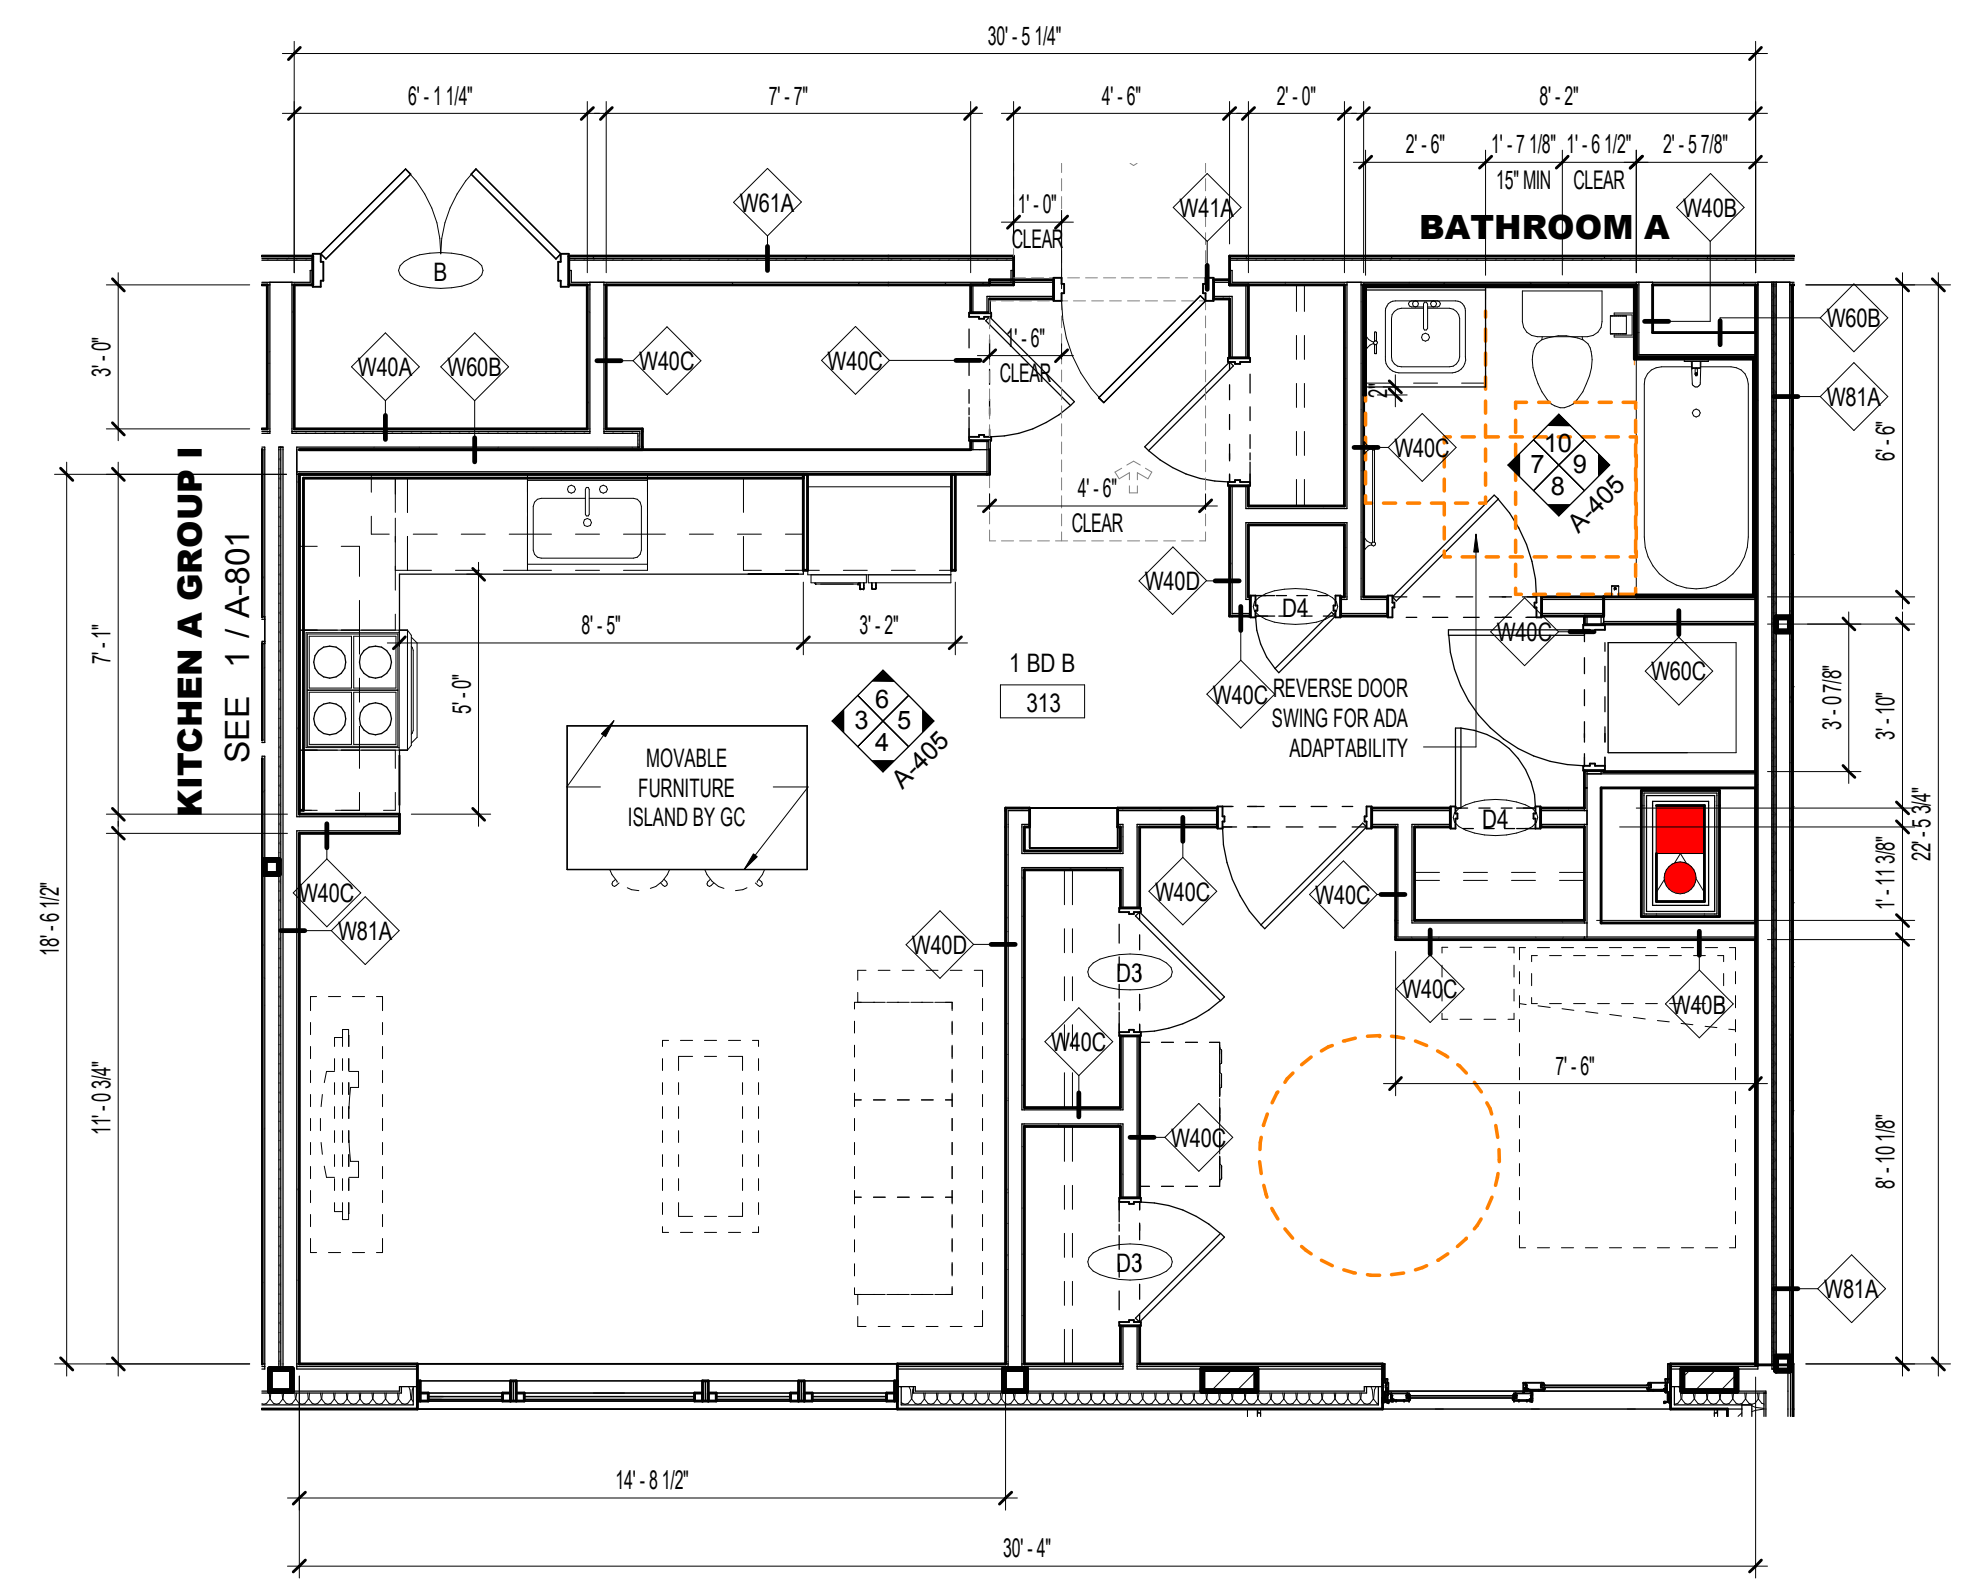 30' - 5 1/4"
6' - 1 1/4"
7' - 7"
4' - 6"
2' - 0"
8' - 2"
2' - 6"
1' - 7 1/8"
1' - 6 1/2"
2' - 5 7/8"
15" MIN
CLEAR
W61A
1' - 0"
CLEAR
W41A
W40B
BATHROOM A
B
W60B
3' - 0"
W40A
W60B
W40C
W40C
1' - 6"
CLEAR
2"
W81A
6' - 6"
W40C
10
7
9
8
A-405
4' - 6"
CLEAR
KITCHEN A GROUP I
SEE 1 / A-801
W40D
D4
8' - 5"
3' - 2"
7' - 1"
W40C
1 BD B
313
W40C
W60C
REVERSE DOOR
SWING FOR ADA
ADAPTABILITY
5' - 0"
6
3
5
4
A-405
3' - 0 7/8"
3' - 10"
MOVABLE
FURNITURE
ISLAND BY GC
D4
22' - 5 3/4"
1' - 11 3/8"
W40C
W40C
W40C
W81A
W40D
18' - 6 1/2"
D3
W40C
W40B
W40C
7' - 6"
11' - 0 3/4"
W40C
8' - 10 1/8"
D3
W81A
14' - 8 1/2"
30' - 4"